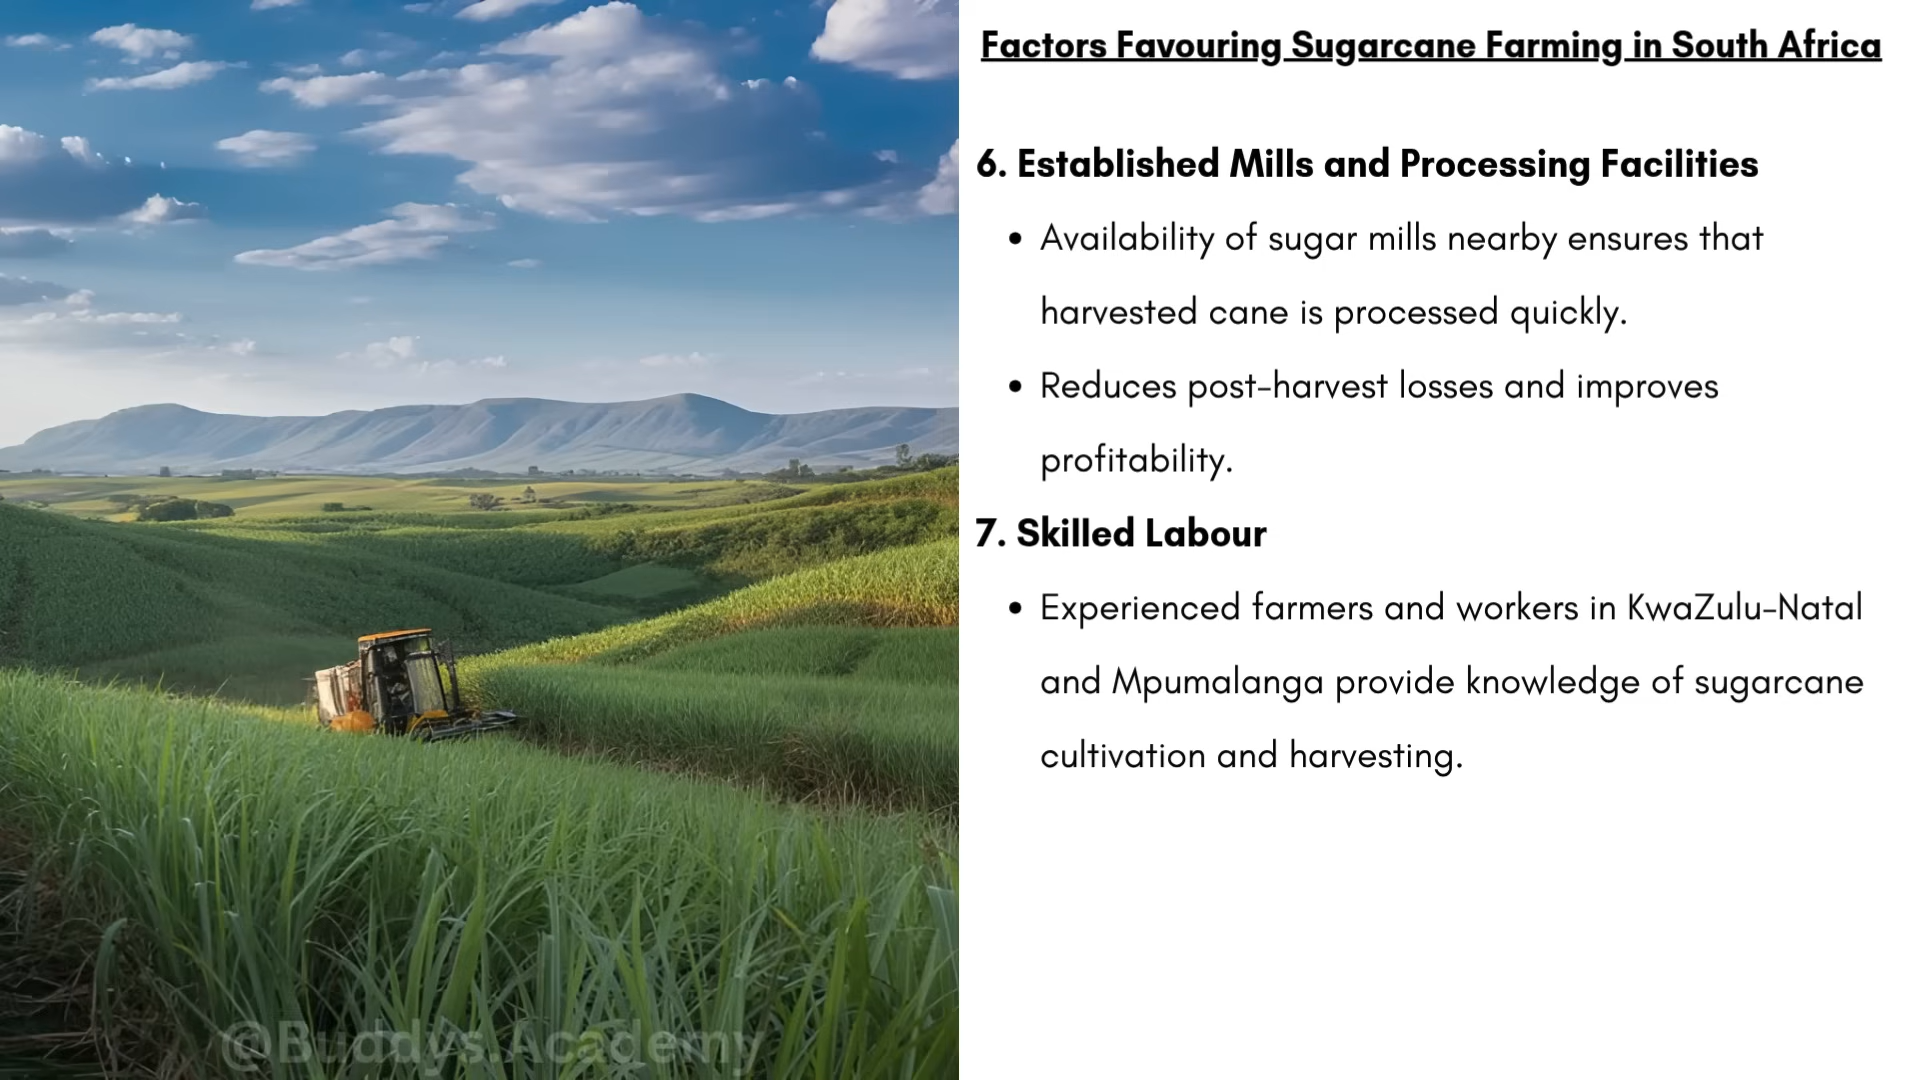 Factors Favouring Sugarcane Farming in South Africa
6. Established Mills and Processing Facilities
• Availability of sugar mills nearby ensures that
harvested cane is processed quickly.
• Reduces post-harvest losses and improves
profitability.
7. Skilled Labour
• Experienced farmers and workers in KwaZulu-Natal
and Mpumalanga provide knowledge of sugarcane
cultivation and harvesting.
@Buddys.Academy